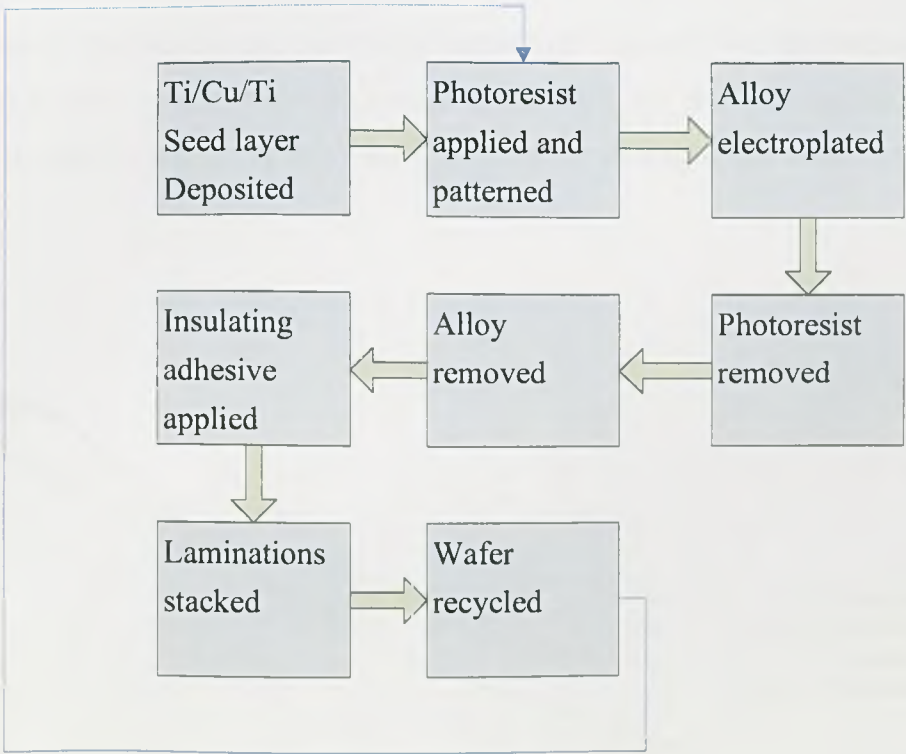 Ti/Cu/Ti
Seed layer
Deposited
Photoresist
applied and
patterned
Alloy
electroplated
Photoresist
removed
Alloy
removed
Insulating
adhesive
applied
Laminations
stacked
Wafer
recycled